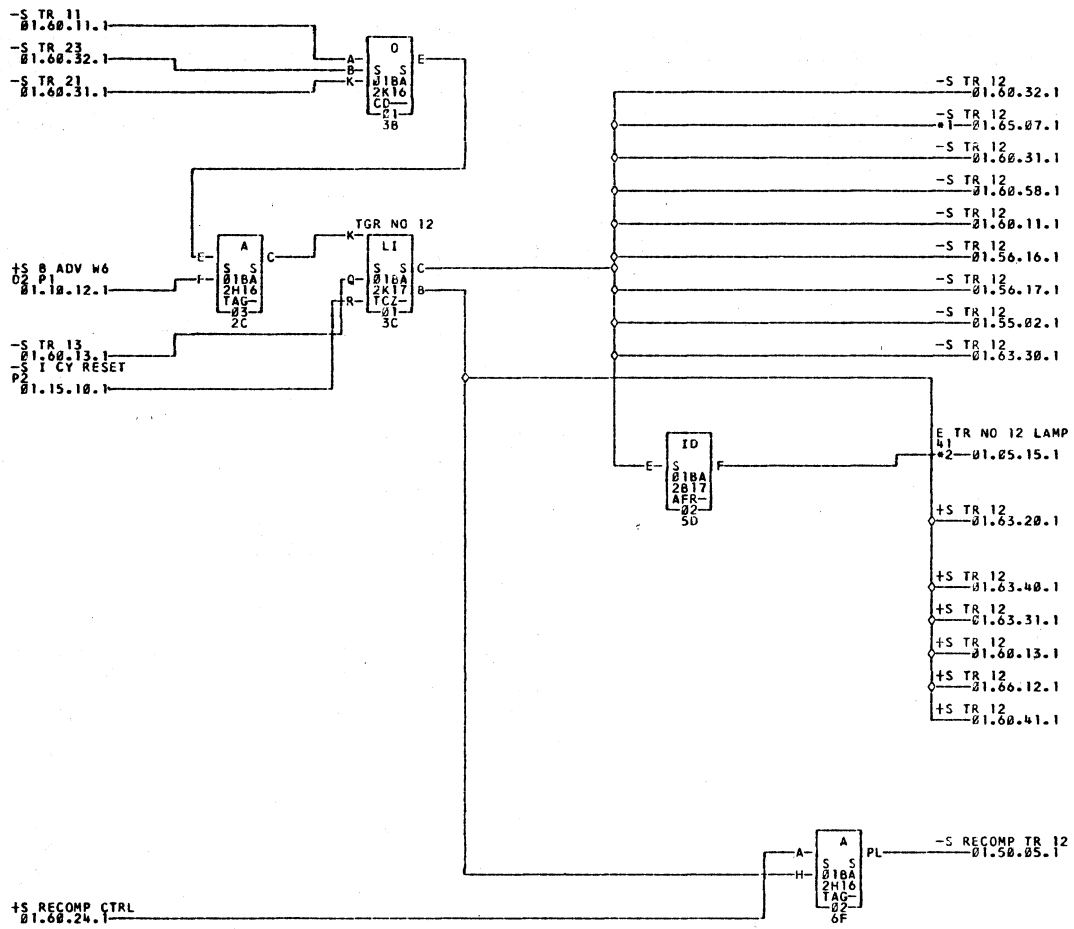 -S TR 11
01.60.11.1
-S TR 23
01.60.32.1
-S TR 21
01.60.31.1
A
B
K
O
E
S S
01BA
2K16
CD
01
3B
-S TR 12
01.60.32.1
-S TR 12
*1 01.65.07.1
-S TR 12
01.60.31.1
-S TR 12
01.60.58.1
-S TR 12
01.60.11.1
-S TR 12
01.56.16.1
-S TR 12
01.56.17.1
-S TR 12
01.55.02.1
-S TR 12
01.63.30.1
+S B ADV W6
D2 P1
01.10.12.1
-S TR 13
01.60.13.1
-S I CY RESET
P2
01.15.10.1
E
F
A
C
S S
01BA
2H16
TAG-
03
2C
TGR NO 12
K
Q
R
LI
C
B
S S
01BA
2K17
TCZ-
01
3C
E
ID
F
S
01BA
2B17
AFR-
02
5D
E TR NO 12 LAMP
41
*2 01.05.15.1
+S TR 12
01.63.20.1
+S TR 12
01.63.40.1
+S TR 12
01.63.31.1
+S TR 12
01.60.13.1
+S TR 12
01.66.12.1
+S TR 12
01.60.41.1
A
H
A
PL
S S
01BA
2H16
TAG-
02
6F
-S RECOMP TR 12
01.50.05.1
+S RECOMP CTRL
01.60.24.1